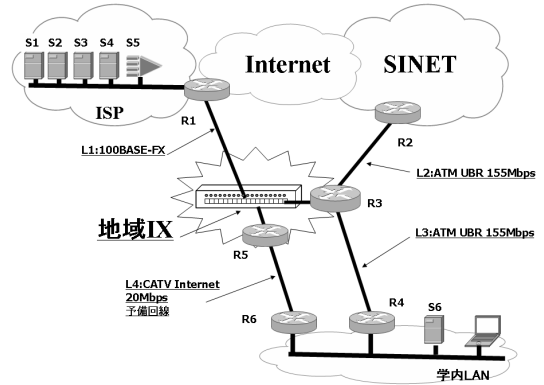 S1 S2 S3 S4 S5
Internet
SINET
ISP
R1
R2
L1:100BASE-FX
L2:ATM UBR 155Mbps
R3
地域IX
L3:ATM UBR 155Mbps
R5
L4:CATV Internet
20Mbps
予備回線
R6
R4
S6
学内LAN